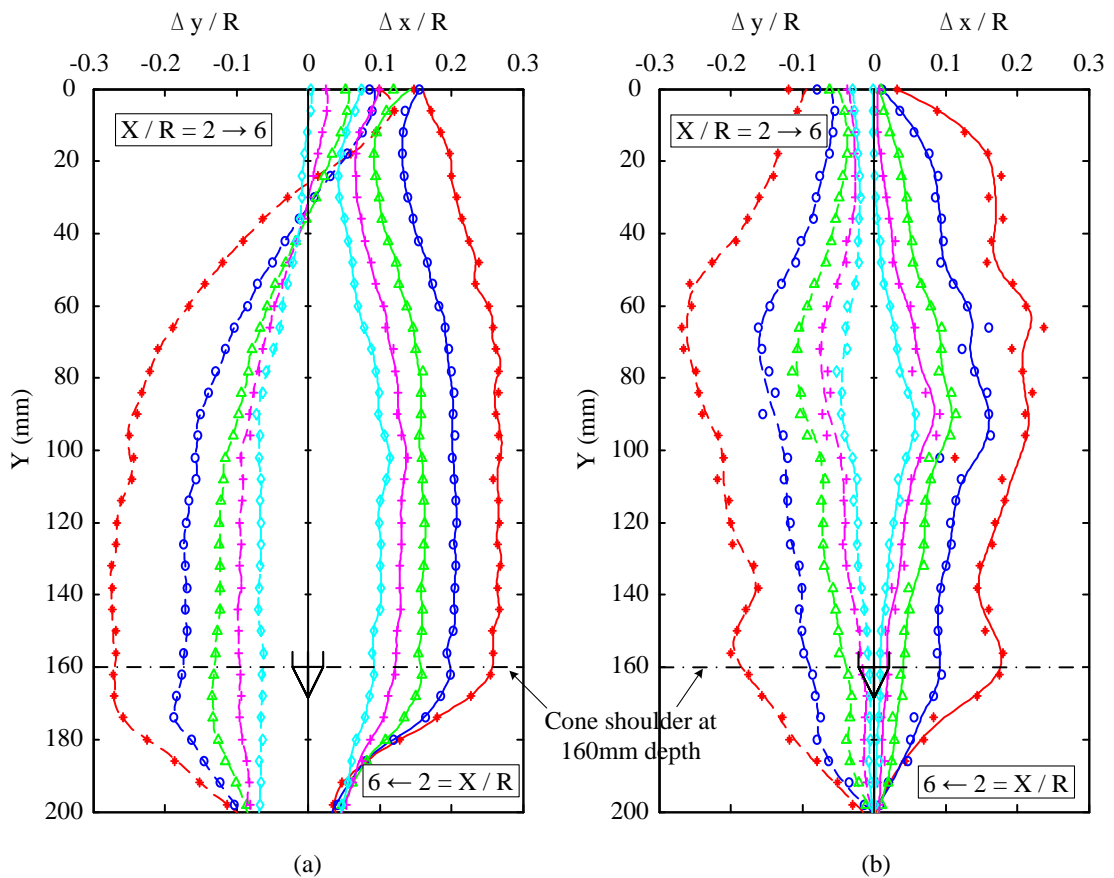 Δ y / R
Δ x / R
-0.3
-0.2
-0.1
0
0.1
0.2
0.3
0
20
40
60
80
100
120
140
160
180
200
Y (mm)
X / R = 2 → 6
6 ← 2 = X / R
(a)
Cone shoulder at
160mm depth
Δ y / R
Δ x / R
-0.3
-0.2
-0.1
0
0.1
0.2
0.3
0
20
40
60
80
100
120
140
160
180
200
Y (mm)
X / R = 2 → 6
6 ← 2 = X / R
(b)